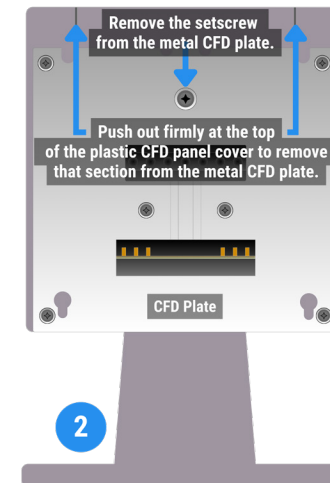 Remove the setscrew
from the metal CFD plate.
Push out firmly at the top
of the plastic CFD panel cover to remove
that section from the metal CFD plate.
CFD Plate
2